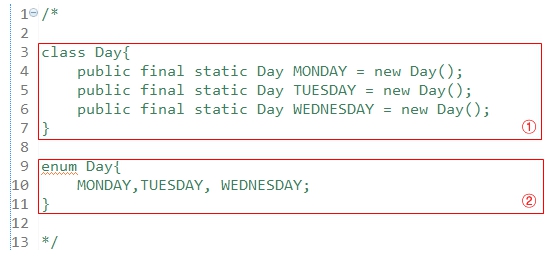 1 /*
2
3 class Day{
4     public final static Day MONDAY = new Day();
5     public final static Day TUESDAY = new Day();
6     public final static Day WEDNESDAY = new Day();
7 }
①
8
9 enum Day{
10     MONDAY,TUESDAY, WEDNESDAY;
11 }
②
12
13 */